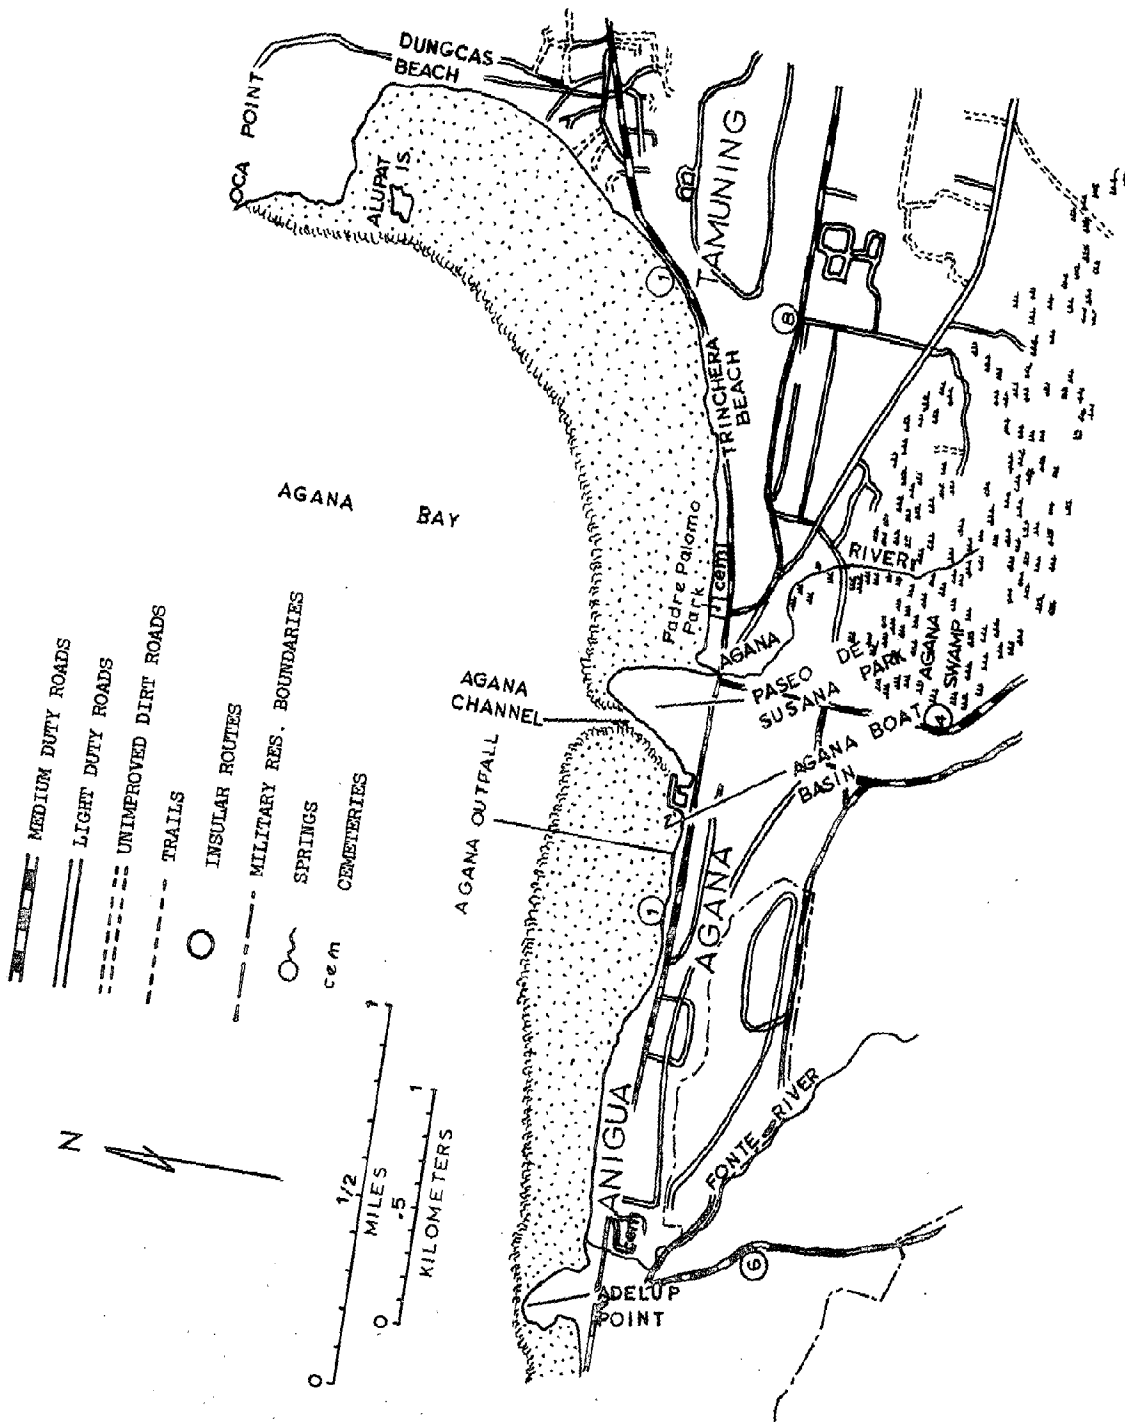 DUNGCAS
BEACH
OCA POINT
ALUPAT
IS.
TAMUNING
1
8
TRINCHERA
BEACH
AGANA BAY
Padre Palomo
Park
cem
RIVER
AGANA
AGANA
SWAMP
PASEO DE
SUSANA PARK
AGANA
CHANNEL
4
AGANA BOAT
BASIN
AGANA OUTFALL
AGANA
1
ANIGUA
cem
FONTE RIVER
6
ADELUP
POINT
MEDIUM DUTY ROADS
LIGHT DUTY ROADS
UNIMPROVED DIRT ROADS
TRAILS
INSULAR ROUTES
MILITARY RES. BOUNDARIES
SPRINGS
cem CEMETERIES
N
0 1/2 1
MILES
0 .5 1
KILOMETERS